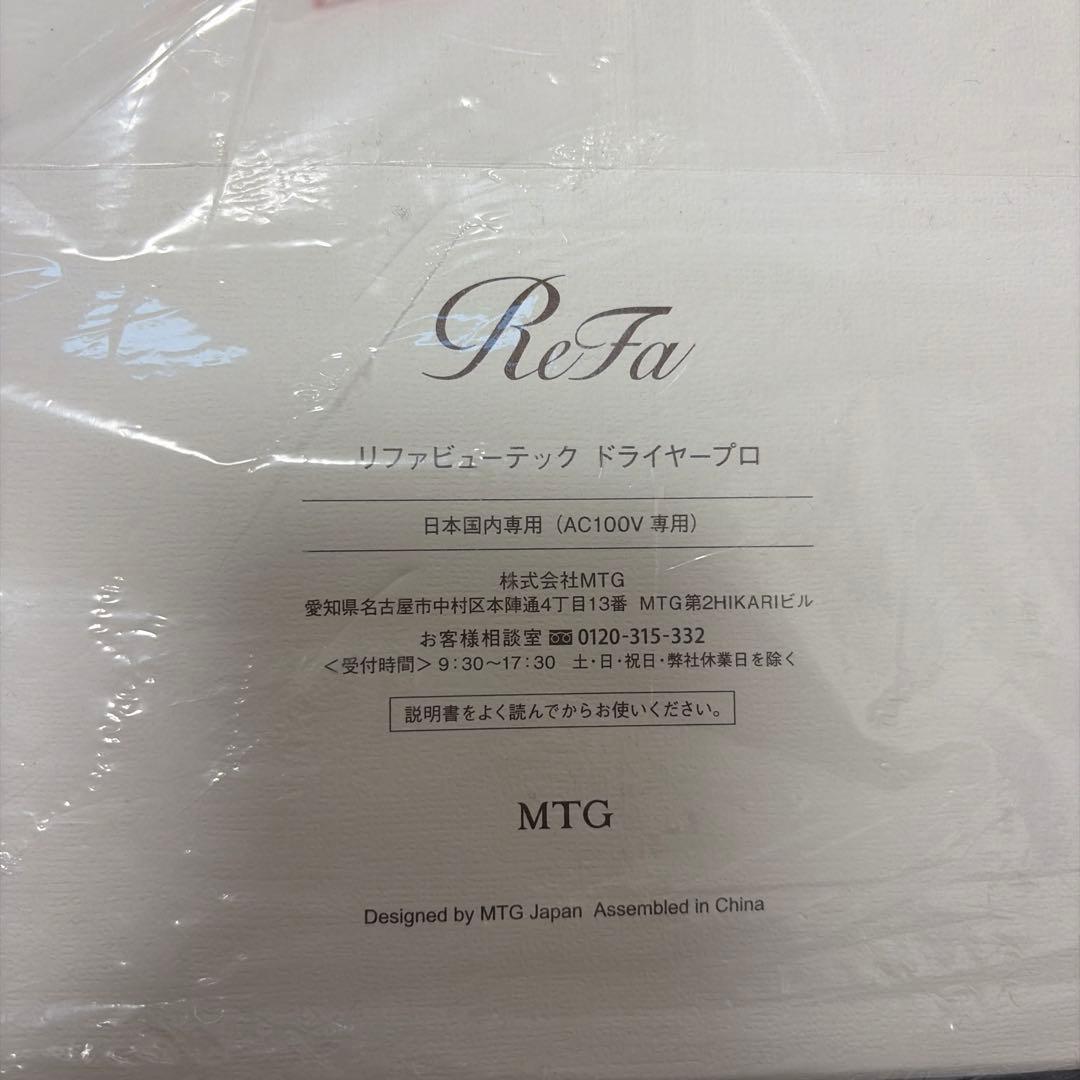 ReFa
リファビューテック ドライヤープロ
日本国内専用（AC100V 専用）
株式会社MTG
愛知県名古屋市中村区本陣通4丁目13番 MTG第2HIKARIビル
お客様相談室 0120-315-332
＜受付時間＞9：30〜17：30 土・日・祝日・弊社休業日を除く
説明書をよく読んでからお使いください。
MTG
Designed by MTG Japan Assembled in China